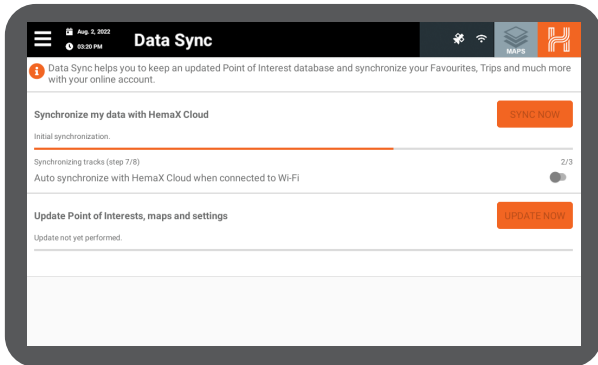 Aug. 2, 2022
03:20 PM
Data Sync
MAPS
Data Sync helps you to keep an updated Point of Interest database and synchronize your Favourites, Trips and much more
with your online account.
Synchronize my data with HemaX Cloud
SYNC NOW
Initial synchronization.
Synchronizing tracks (step 7/8)
2/3
Auto synchronize with HemaX Cloud when connected to Wi-Fi
Update Point of Interests, maps and settings
UPDATE NOW
Update not yet performed.